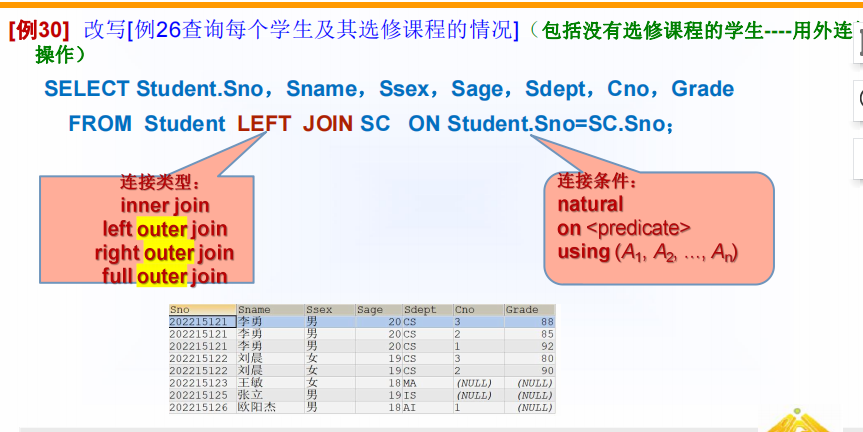 [例30] 改写[例26查询每个学生及其选修课程的情况]（包括没有选修课程的学生----用外连
操作）
SELECT Student.Sno，Sname，Ssex，Sage，Sdept，Cno，Grade
FROM Student LEFT JOIN SC ON Student.Sno=SC.Sno；
连接类型：
inner join
left outer join
right outer join
full outer join
连接条件：
natural
on <predicate>
using (A1, A2, ..., An)
Sno Sname Ssex Sage Sdept Cno Grade
202215121 李勇 男 20 CS 3 88
202215121 李勇 男 20 CS 2 85
202215121 李勇 男 20 CS 1 92
202215122 刘晨 女 19 CS 3 80
202215122 刘晨 女 19 CS 2 90
202215123 王敏 女 18 MA (NULL) (NULL)
202215125 张立 男 19 IS (NULL) (NULL)
202215126 欧阳杰 男 18 AI 1 (NULL)